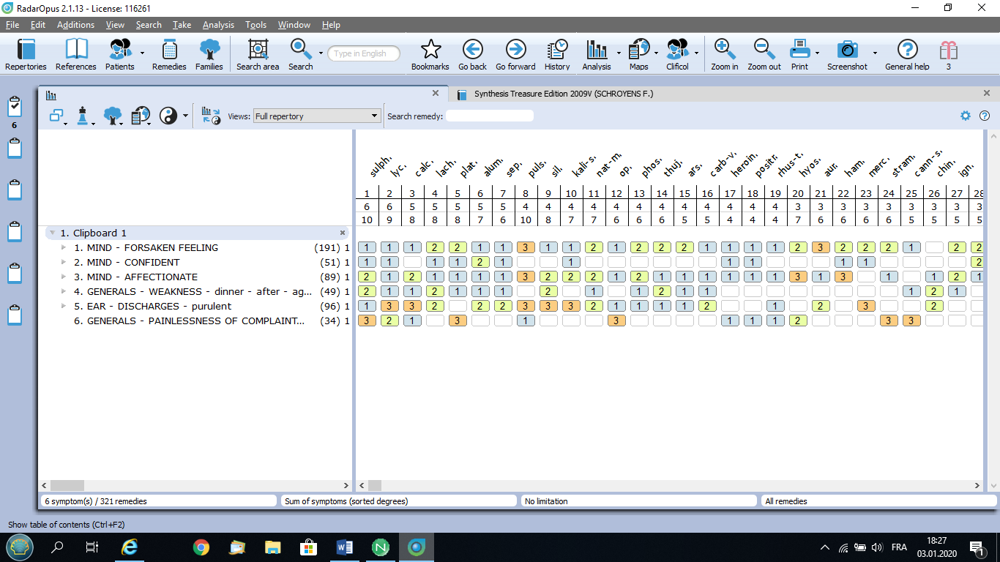 RadarOpus 2.1.13 - License: 116261
File Edit Additions View Search Take Analysis Tools Window Help
Type in English
Repertories References Patients Remedies Families Search area Search Bookmarks Go back Go forward History Analysis Maps Clificol Zoom in Zoom out Print Screenshot General help 3
Synthesis Treasure Edition 2009V (SCHROYENS F.)
6
Views: Full repertory Search remedy:
sulph. lyc. calc. lach. plat. alum. sep. puls. sil. kali-s. nat-m. op. phos. thuj. ars. carb-v. heroin. positr. rhus-t. hyos. aur. ham. merc. stram. cann-s. chin. ign.
1 2 3 4 5 6 7 8 9 10 11 12 13 14 15 16 17 18 19 20 21 22 23 24 25 26 27 28
6 6 5 5 5 5 5 4 4 4 4 4 4 4 4 4 4 4 4 3 3 3 3 3 3 3 3 3
10 9 8 8 8 7 6 10 8 7 7 6 6 6 5 5 4 4 4 7 6 6 6 6 5 5 5 5
1. Clipboard 1
1. MIND - FORSAKEN FEELING (191) 1 1 1 1 2 2 1 1 3 1 1 2 1 2 2 2 1 1 1 1 2 3 2 2 2 1 2 2
2. MIND - CONFIDENT (51) 1 1 1 1 1 2 1 1 1 1 1 1 2
3. MIND - AFFECTIONATE (89) 1 2 1 2 1 1 1 1 3 2 2 2 1 2 1 1 1 1 1 1 3 1 3 1 1 2 1
4. GENERALS - WEAKNESS - dinner - after - ag... (49) 1 2 1 1 2 1 1 1 2 1 1 2 1 1 1 2 1
5. EAR - DISCHARGES - purulent (96) 1 1 3 3 2 2 2 3 3 3 2 1 1 1 1 2 1 2 3 2
6. GENERALS - PAINLESSNESS OF COMPLAINT... (34) 1 3 2 1 3 1 3 1 1 1 2 3 3
6 symptom(s) / 321 remedies Sum of symptoms (sorted degrees) No limitation All remedies
Show table of contents (Ctrl+F2)
FRA 18:27
03.01.2020 1